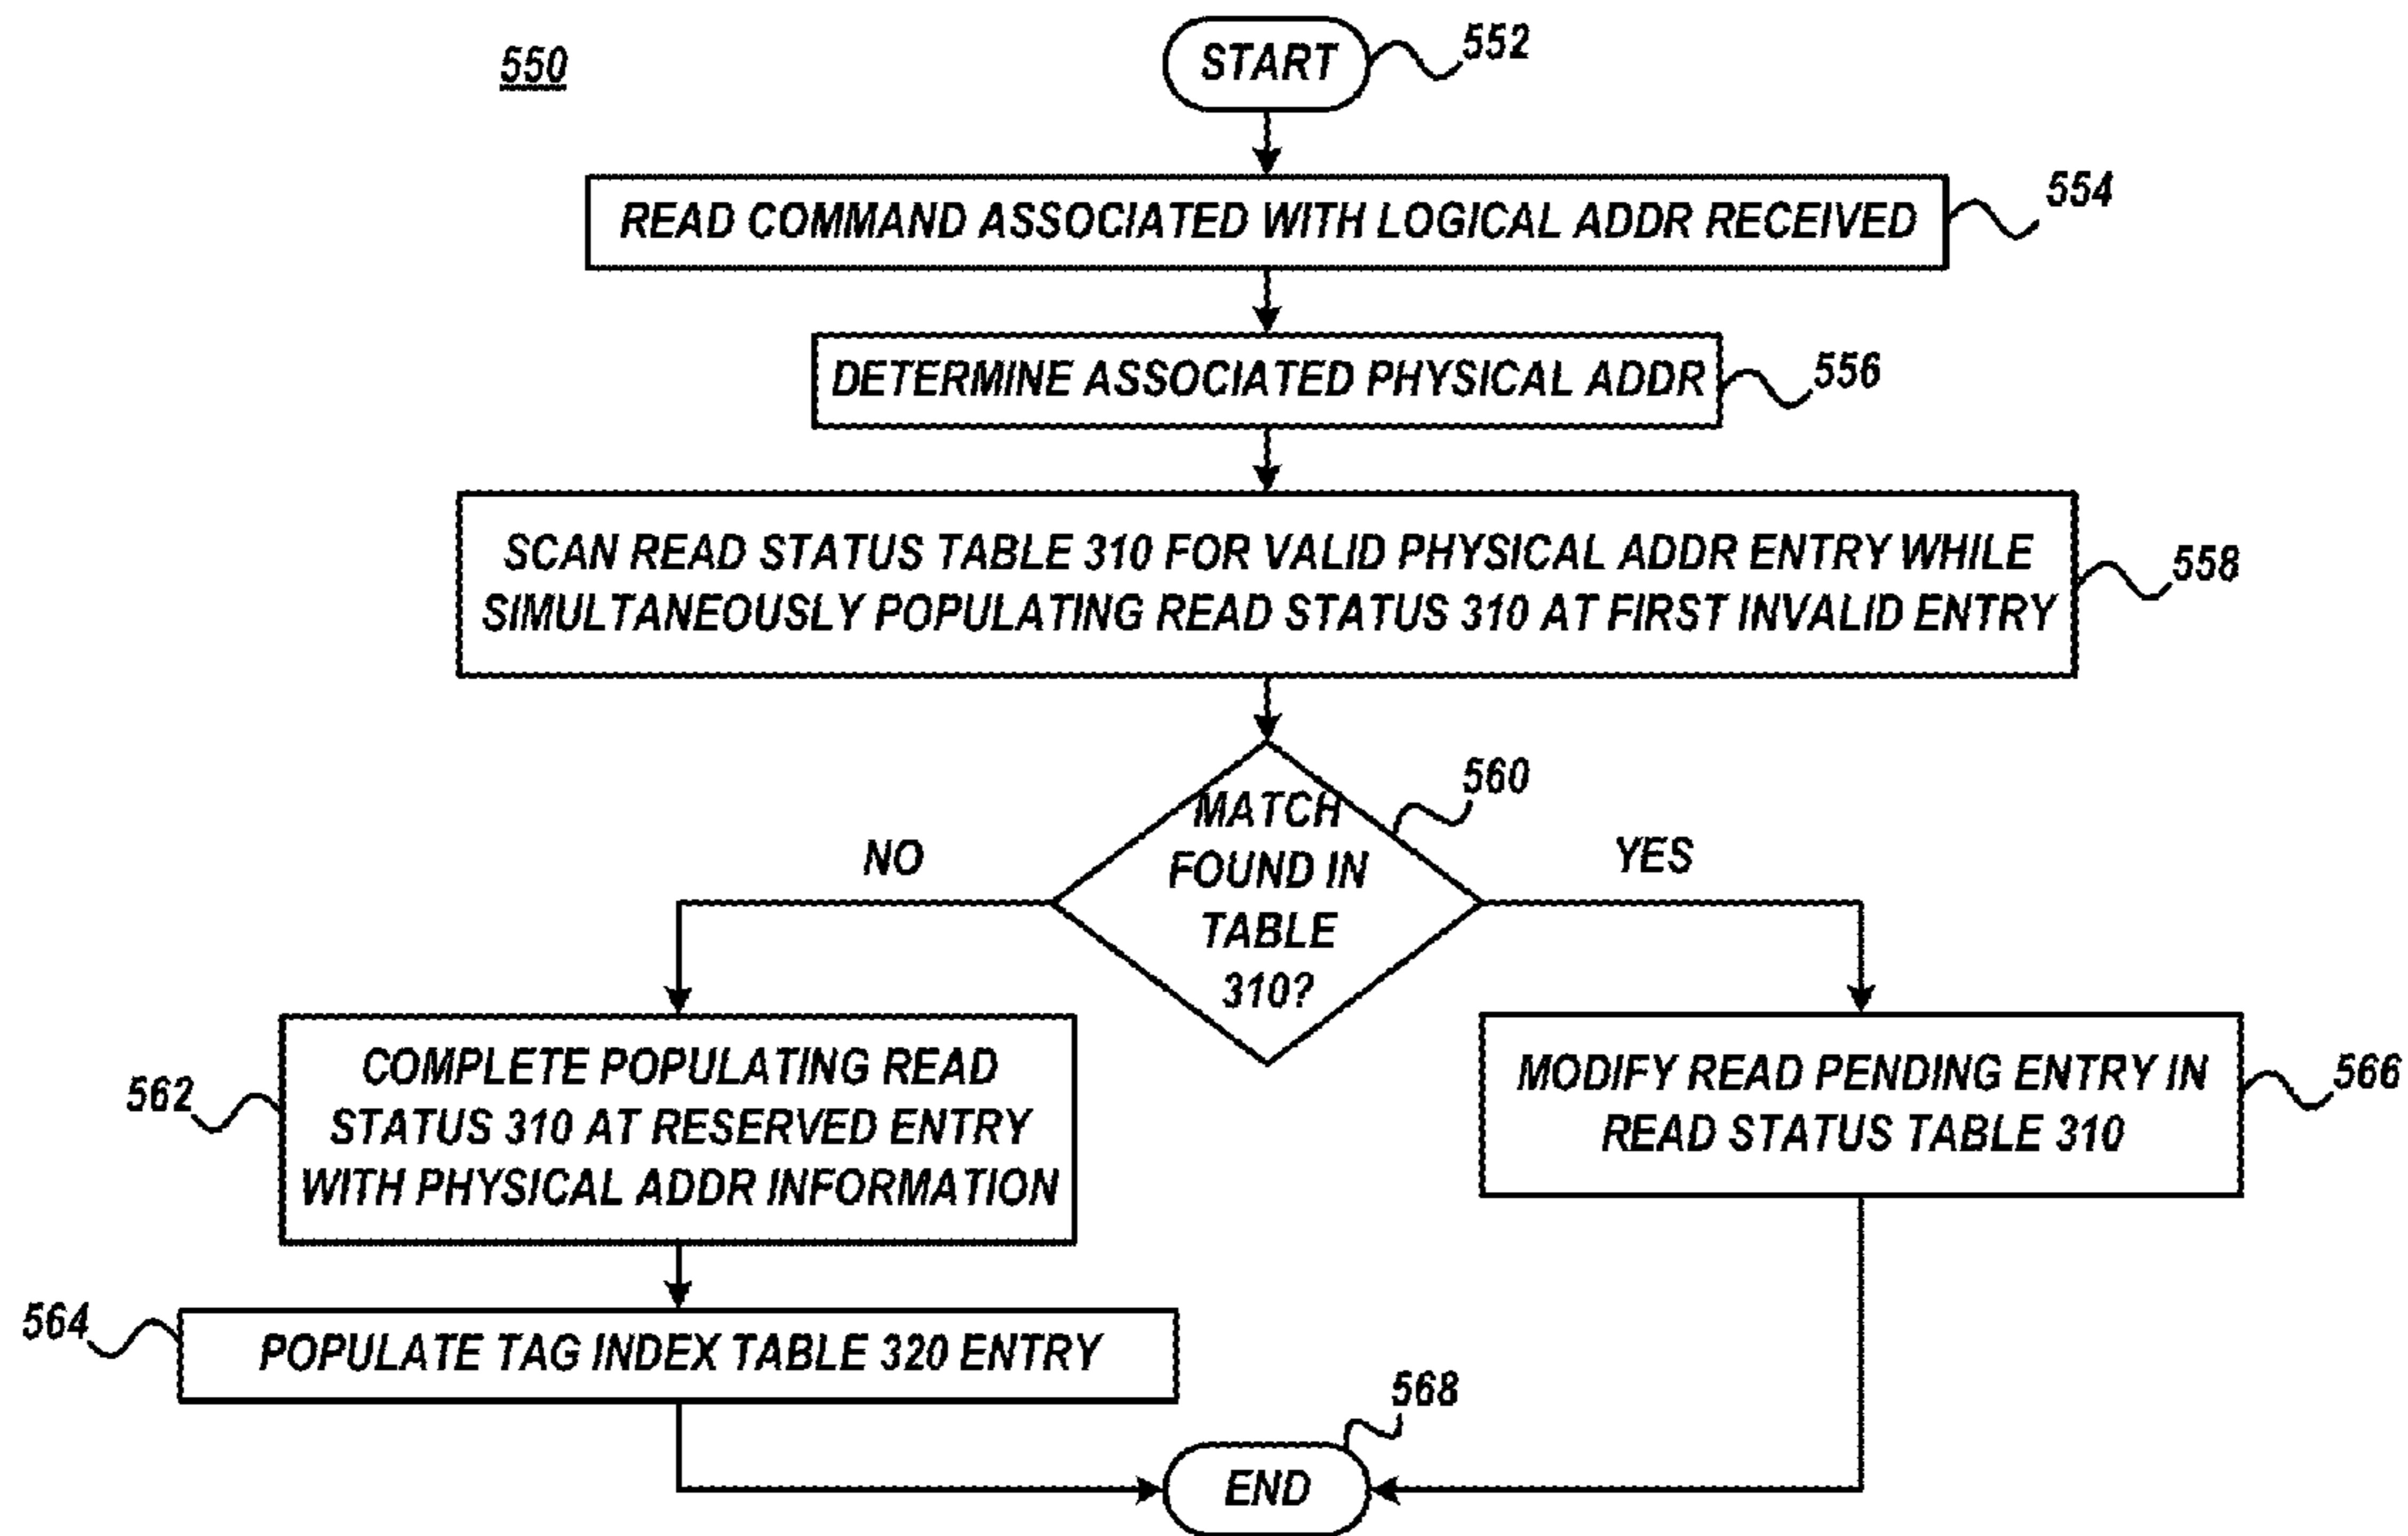 550
START
552
READ COMMAND ASSOCIATED WITH LOGICAL ADDR RECEIVED
554
DETERMINE ASSOCIATED PHYSICAL ADDR
556
SCAN READ STATUS TABLE 310 FOR VALID PHYSICAL ADDR ENTRY WHILE
SIMULTANEOUSLY POPULATING READ STATUS 310 AT FIRST INVALID ENTRY
558
MATCH
FOUND IN
TABLE
310?
560
NO
YES
COMPLETE POPULATING READ
STATUS 310 AT RESERVED ENTRY
WITH PHYSICAL ADDR INFORMATION
562
MODIFY READ PENDING ENTRY IN
READ STATUS TABLE 310
566
564
POPULATE TAG INDEX TABLE 320 ENTRY
568
END